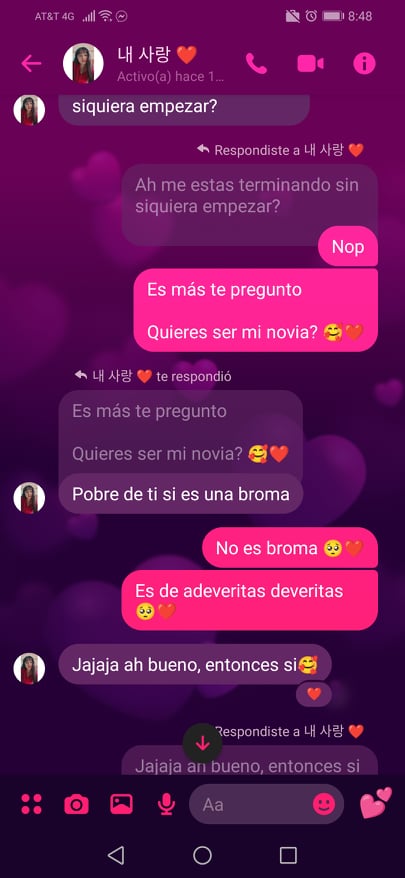 AT&T 4G 8:48
내 사랑 ❤️
Activo(a) hace 1...
siquiera empezar?
Respondiste a 내 사랑 ❤️
Ah me estas terminando sin
siquiera empezar?
Nop
Es más te pregunto
Quieres ser mi novia? 🥰❤️
내 사랑 ❤️ te respondió
Es más te pregunto
Quieres ser mi novia? 🥰❤️
Pobre de ti si es una broma
No es broma 🥺❤️
Es de adeveritas deveritas
🥺❤️
Jajaja ah bueno, entonces si🥰
❤️
Respondiste a 내 사랑 ❤️
Jajaja ah bueno, entonces si
Aa